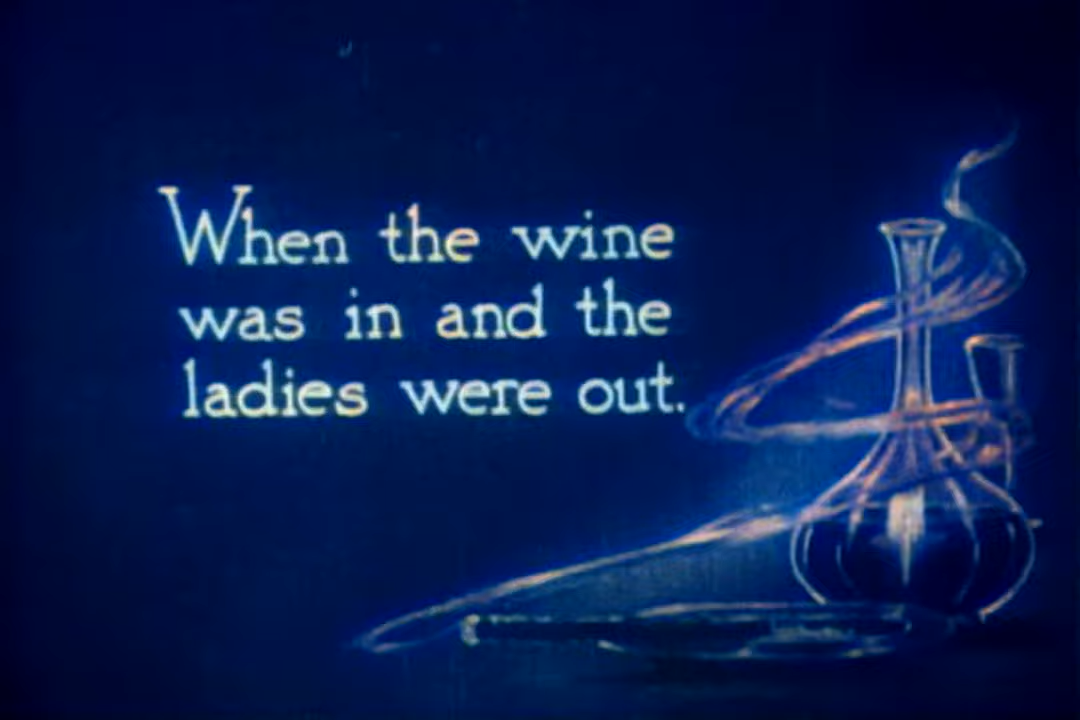 When the wine
was in and the
ladies were out.